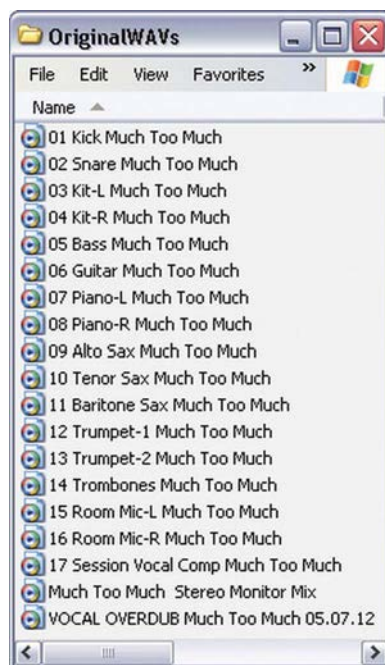 OriginalWAVs
File Edit View Favorites »
Name
01 Kick Much Too Much
02 Snare Much Too Much
03 Kit-L Much Too Much
04 Kit-R Much Too Much
05 Bass Much Too Much
06 Guitar Much Too Much
07 Piano-L Much Too Much
08 Piano-R Much Too Much
09 Alto Sax Much Too Much
10 Tenor Sax Much Too Much
11 Baritone Sax Much Too Much
12 Trumpet-1 Much Too Much
13 Trumpet-2 Much Too Much
14 Trombones Much Too Much
15 Room Mic-L Much Too Much
16 Room Mic-R Much Too Much
17 Session Vocal Comp Much Too Much
Much Too Much  Stereo Monitor Mix
VOCAL OVERDUB Much Too Much 05.07.12